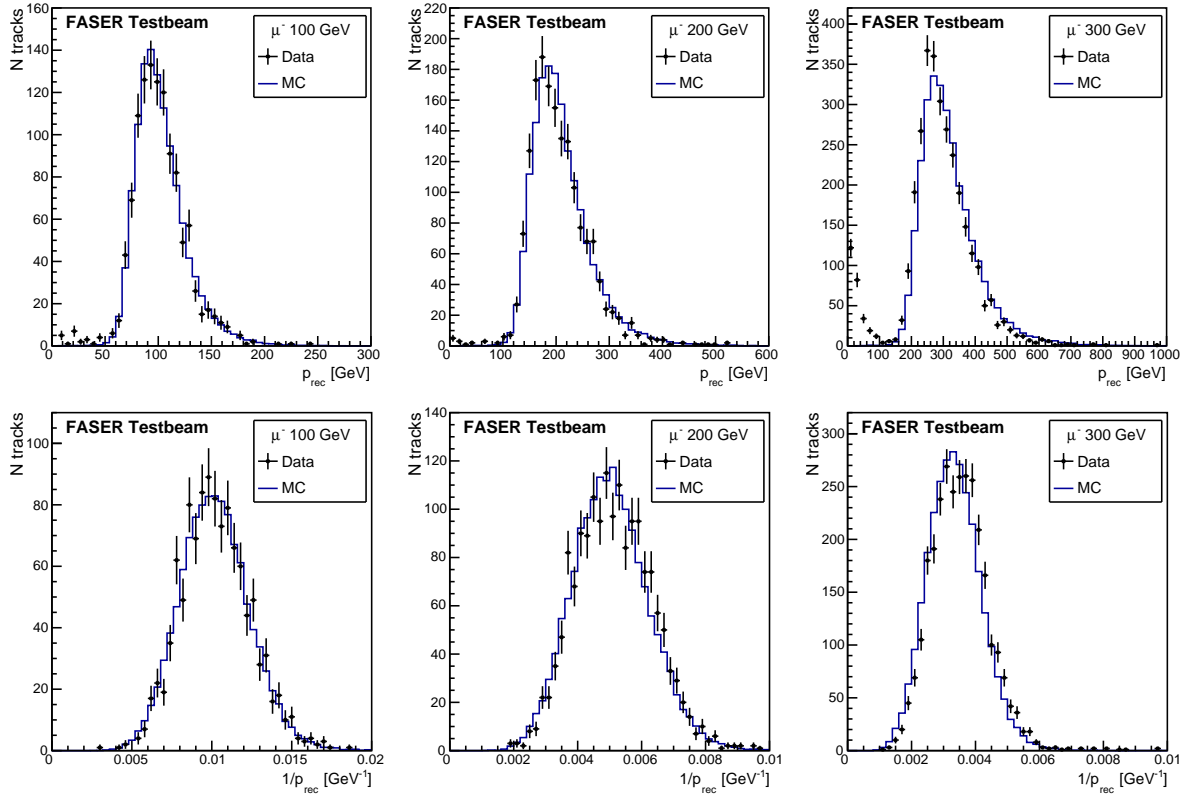 FASER Testbeam
μ⁻ 100 GeV
Data
MC
N tracks
160
140
120
100
80
60
40
20
0
0 50 100 150 200 250 300
p_rec [GeV]
FASER Testbeam
μ⁻ 200 GeV
Data
MC
N tracks
220
200
180
160
140
120
100
80
60
40
20
0
0 100 200 300 400 500 600
p_rec [GeV]
FASER Testbeam
μ⁻ 300 GeV
Data
MC
N tracks
400
350
300
250
200
150
100
50
0
0 100 200 300 400 500 600 700 800 900 1000
p_rec [GeV]
FASER Testbeam
μ⁻ 100 GeV
Data
MC
N tracks
100
80
60
40
20
0
0 0.005 0.01 0.015 0.02
1/p_rec [GeV⁻¹]
FASER Testbeam
μ⁻ 200 GeV
Data
MC
N tracks
140
120
100
80
60
40
20
0
0 0.002 0.004 0.006 0.008 0.01
1/p_rec [GeV⁻¹]
FASER Testbeam
μ⁻ 300 GeV
Data
MC
N tracks
300
250
200
150
100
50
0
0 0.002 0.004 0.006 0.008 0.01
1/p_rec [GeV⁻¹]